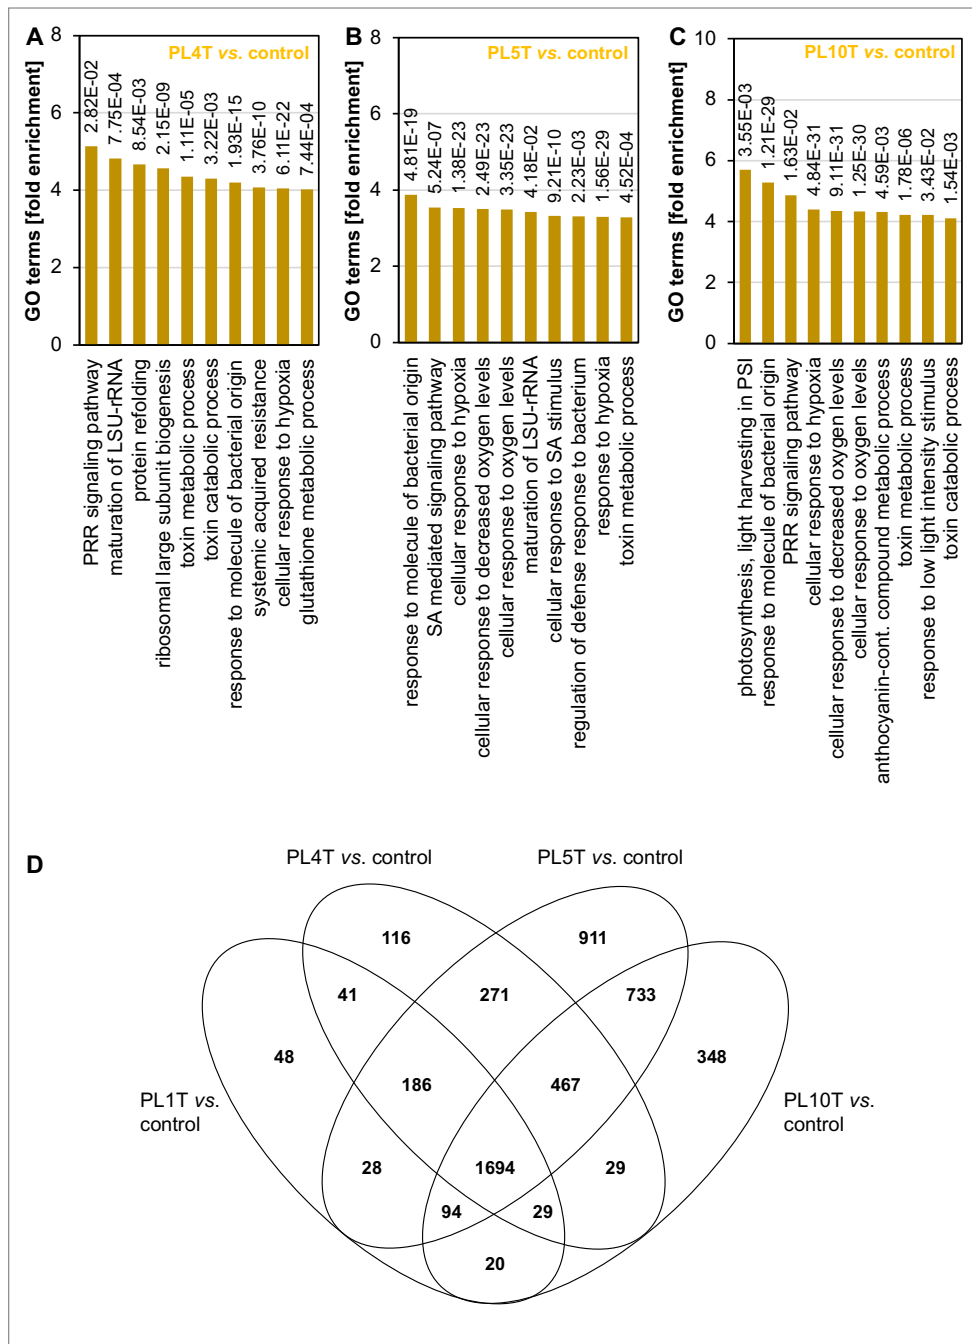 A
PL4T vs. control
GO terms [fold enrichment]
8
6
4
2
0
2.82E-02
7.75E-04
8.54E-03
2.15E-09
1.11E-05
3.22E-03
1.93E-15
3.76E-10
6.11E-22
7.44E-04
PRR signaling pathway
maturation of LSU-rRNA
protein refolding
ribosomal large subunit biogenesis
toxin metabolic process
toxin catabolic process
response to molecule of bacterial origin
systemic acquired resistance
cellular response to hypoxia
glutathione metabolic process
B
PL5T vs. control
GO terms [fold enrichment]
8
6
4
2
0
4.81E-19
5.24E-07
1.38E-23
2.49E-23
3.35E-23
4.18E-02
9.21E-10
2.23E-03
1.56E-29
4.52E-04
response to molecule of bacterial origin
SA mediated signaling pathway
cellular response to hypoxia
cellular response to decreased oxygen levels
cellular response to oxygen levels
maturation of LSU-rRNA
cellular response to SA stimulus
regulation of defense response to bacterium
response to hypoxia
toxin metabolic process
C
PL10T vs. control
GO terms [fold enrichment]
10
8
6
4
2
0
3.55E-03
1.21E-29
1.63E-02
4.84E-31
9.11E-31
1.25E-30
4.59E-03
1.78E-06
3.43E-02
1.54E-03
photosynthesis, light harvesting in PSI
response to molecule of bacterial origin
PRR signaling pathway
cellular response to hypoxia
cellular response to decreased oxygen levels
cellular response to oxygen levels
anthocyanin-cont. compound metabolic process
toxin metabolic process
response to low light intensity stimulus
toxin catabolic process
D
PL4T vs. control
PL5T vs. control
116
911
41
271
733
48
186
467
348
PL1T vs.
control
PL10T vs.
control
28
1694
29
94
29
20